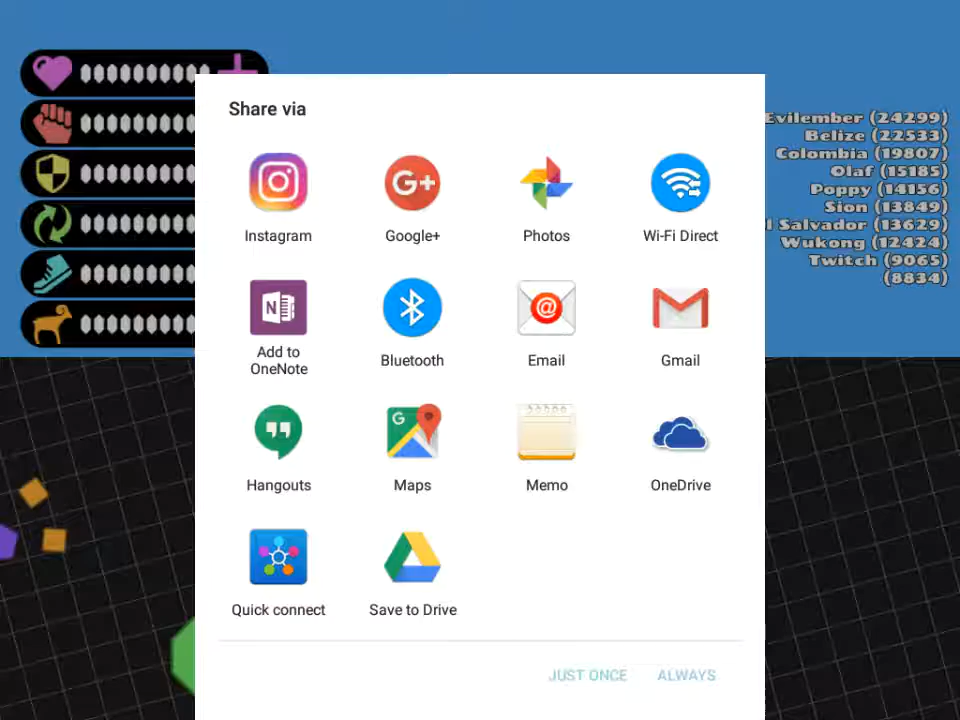 Share via
Evilember (24299)
Belize (22533)
Colombia (19807)
Olaf (15185)
Poppy (14156)
Sion (13849)
l Salvador (13629)
Wukong (12424)
Twitch (9065)
(8834)
Instagram
Google+
Photos
Wi-Fi Direct
Add to
OneNote
Bluetooth
Email
Gmail
Hangouts
Maps
Memo
OneDrive
Quick connect
Save to Drive
JUST ONCE
ALWAYS